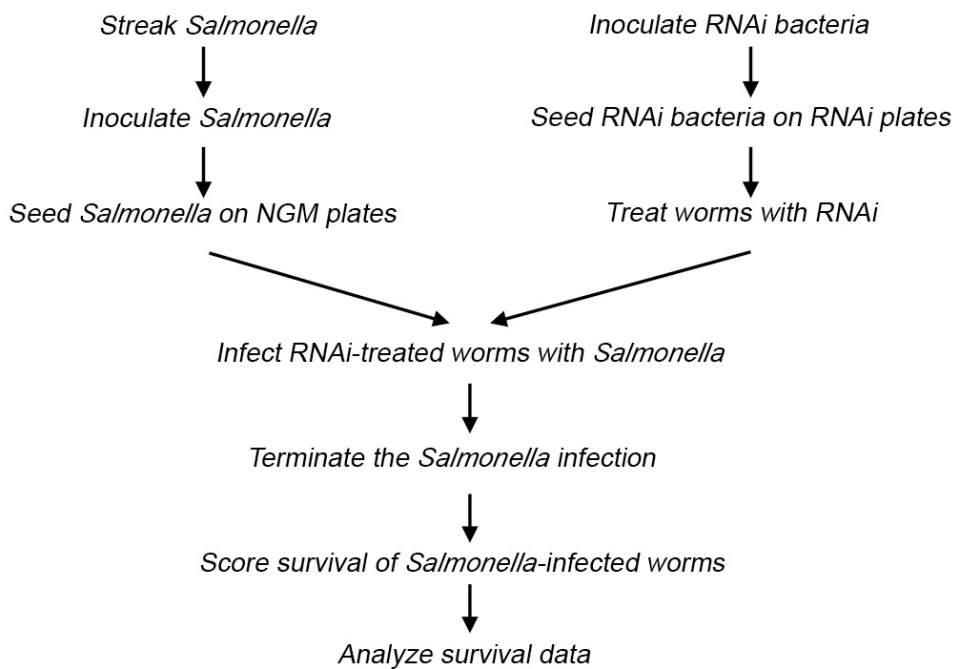 Streak Salmonella
Inoculate RNAi bacteria
Inoculate Salmonella
Seed RNAi bacteria on RNAi plates
Seed Salmonella on NGM plates
Treat worms with RNAi
Infect RNAi-treated worms with Salmonella
Terminate the Salmonella infection
Score survival of Salmonella-infected worms
Analyze survival data